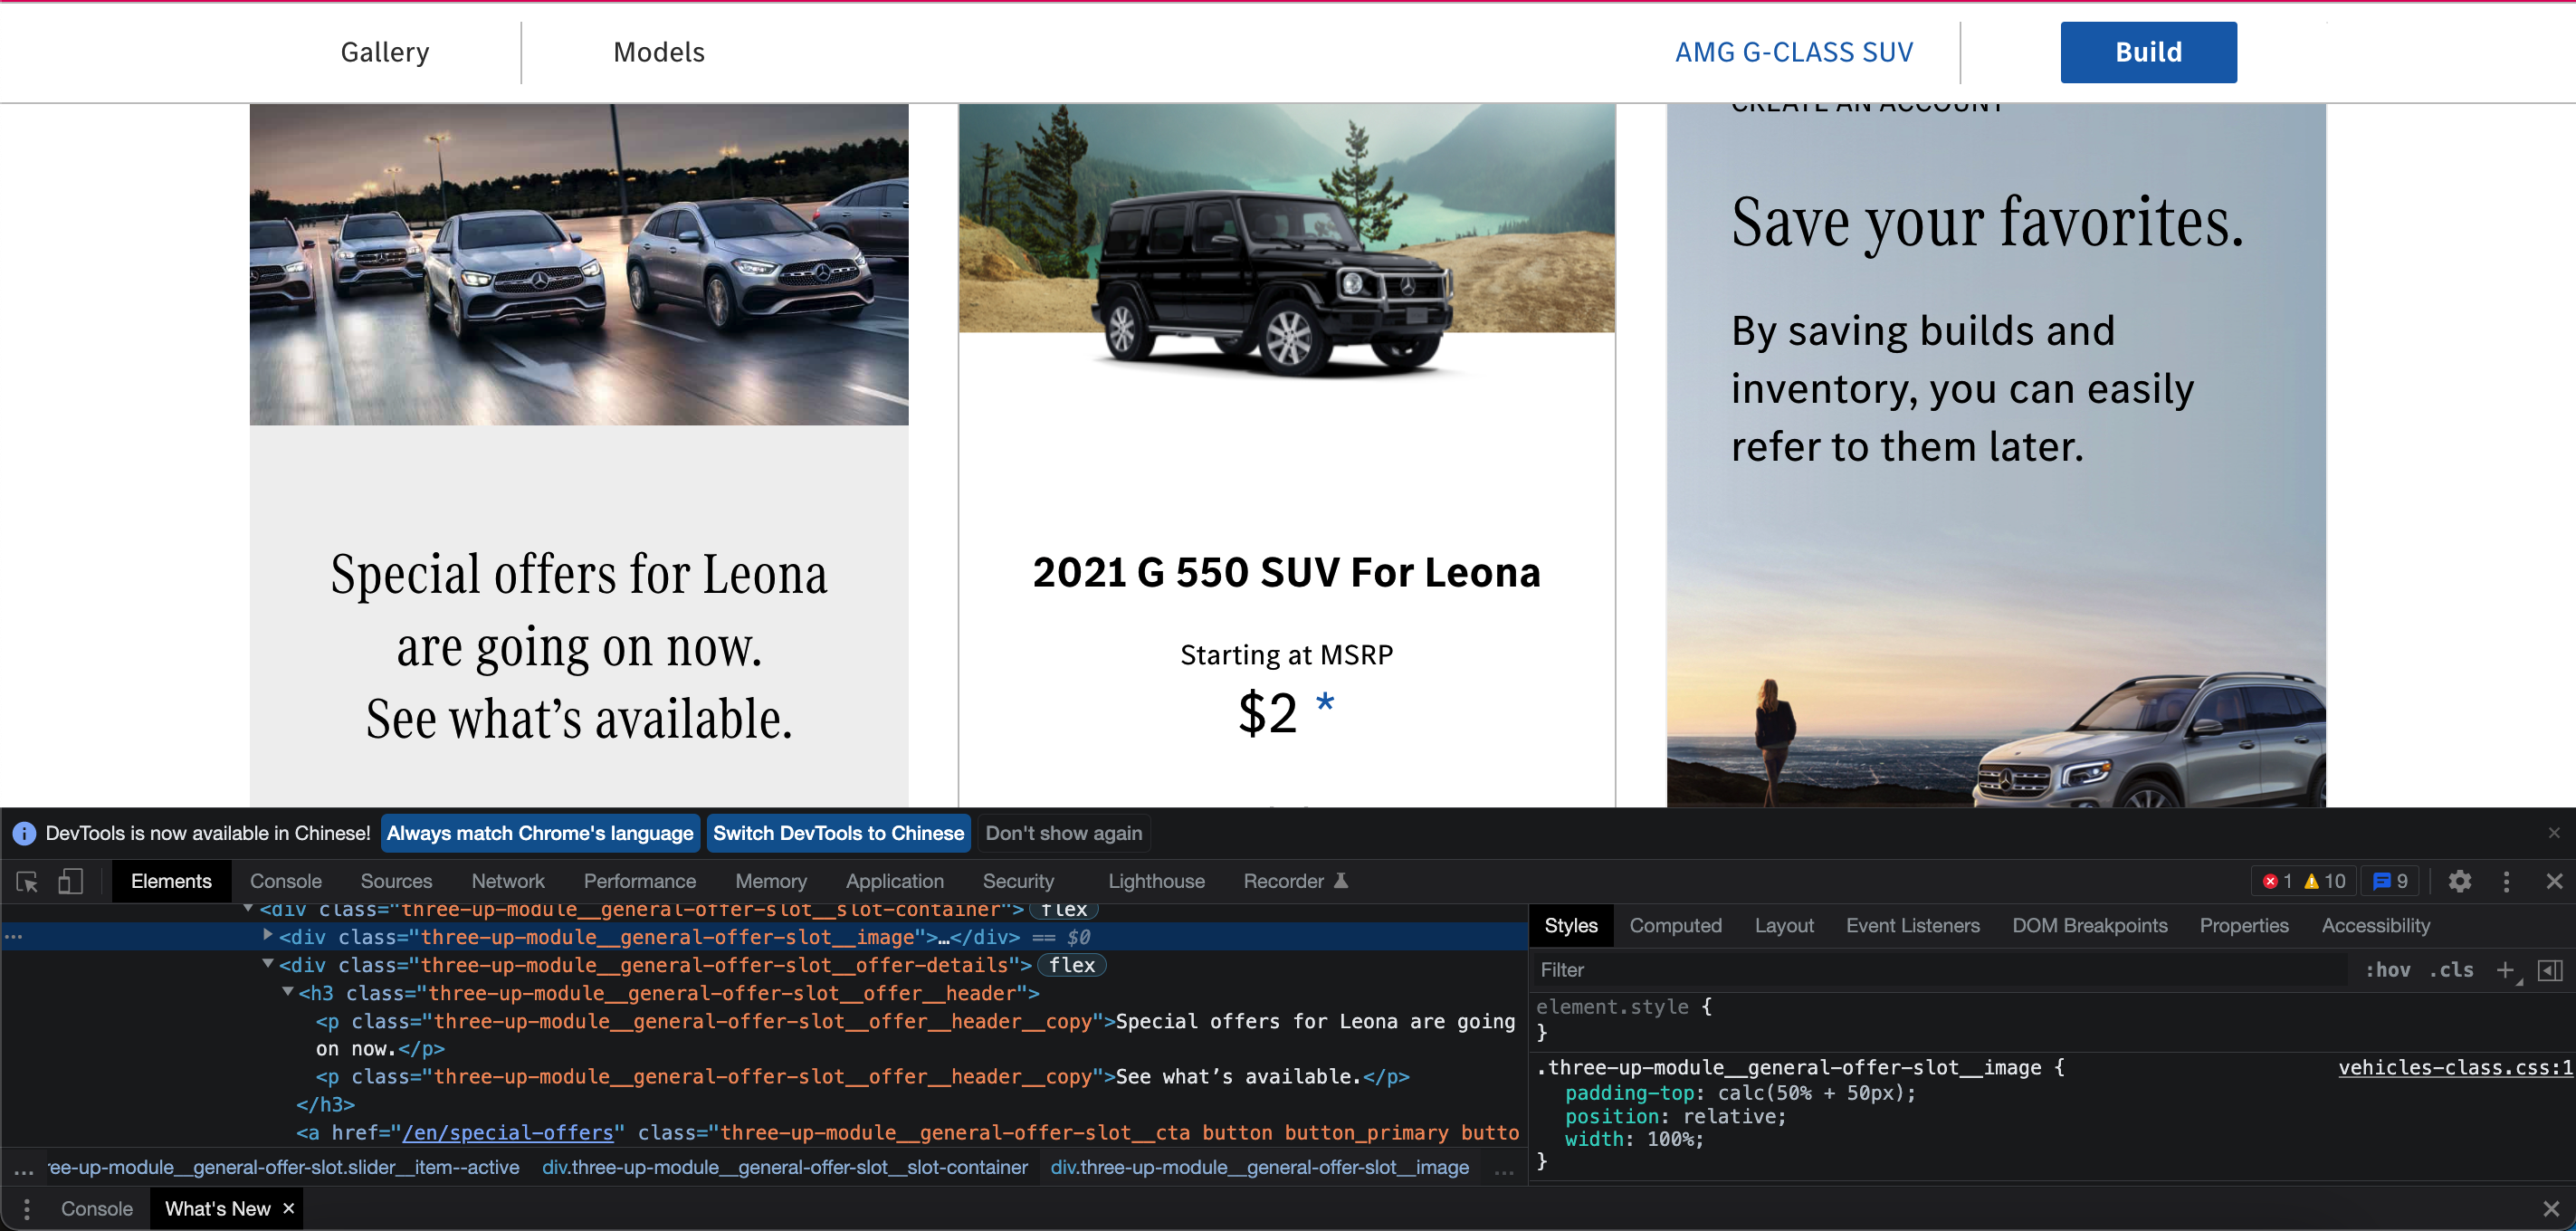 Gallery
Models
AMG G-CLASS SUV
Build
CREATE AN ACCOUNT
Save your favorites.
By saving builds and
inventory, you can easily
refer to them later.
Special offers for Leona
are going on now.
See what’s available.
2021 G 550 SUV For Leona
Starting at MSRP
$2 *
DevTools is now available in Chinese! Always match Chrome's language Switch DevTools to Chinese Don't show again ×
Elements Console Sources Network Performance Memory Application Security Lighthouse Recorder 1 10 9
<div class="three-up-module__general-offer-slot__slot-container"> flex
... <div class="three-up-module__general-offer-slot__image">…</div> == $0
<div class="three-up-module__general-offer-slot__offer-details"> flex
<h3 class="three-up-module__general-offer-slot__offer__header">
<p class="three-up-module__general-offer-slot__offer__header__copy">Special offers for Leona are going
on now.</p>
<p class="three-up-module__general-offer-slot__offer__header__copy">See what’s available.</p>
</h3>
<a href="/en/special-offers" class="three-up-module__general-offer-slot__cta button button_primary butto
... ree-up-module__general-offer-slot.slider__item--active div.three-up-module__general-offer-slot__slot-container div.three-up-module__general-offer-slot__image ...
Styles Computed Layout Event Listeners DOM Breakpoints Properties Accessibility
Filter :hov .cls +
element.style {
}
.three-up-module__general-offer-slot__image { vehicles-class.css:1
padding-top: calc(50% + 50px);
position: relative;
width: 100%;
}
Console What's New ×